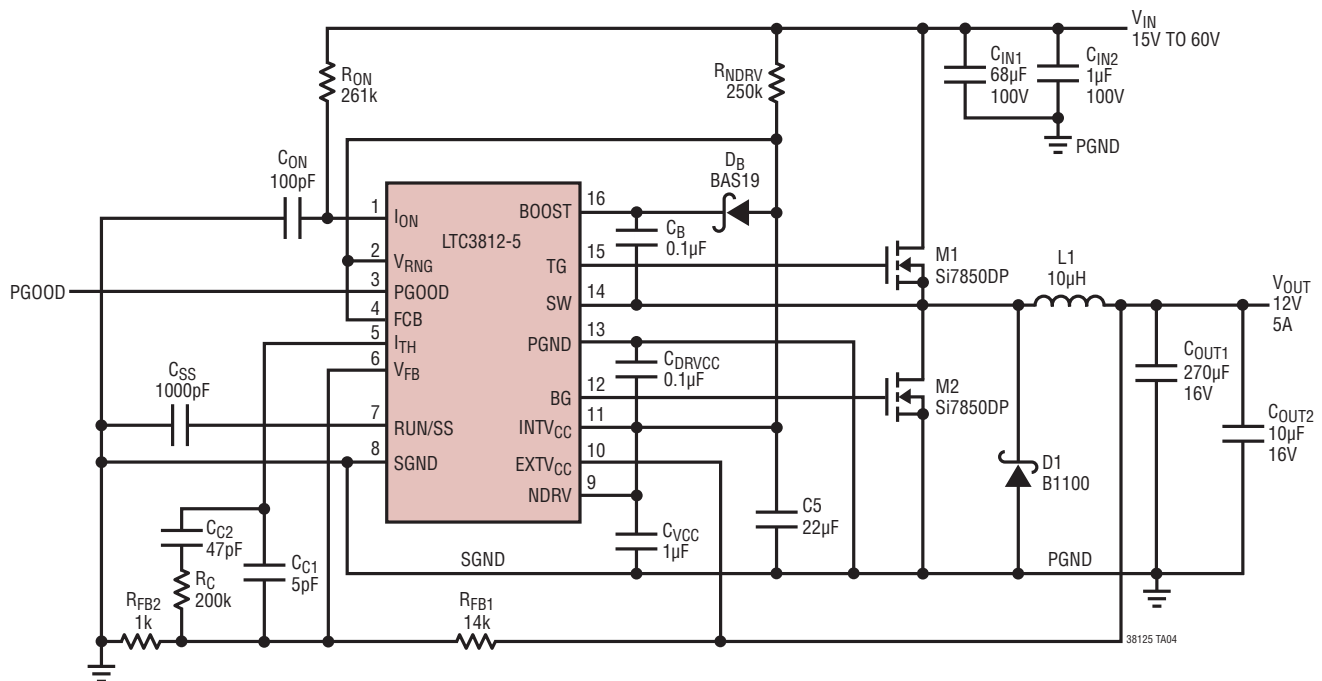 V_IN
15V TO 60V
R_ON
261k
R_NDRV
250k
C_IN1
68µF
100V
C_IN2
1µF
100V
PGND
C_ON
100pF
D_B
BAS19
LTC3812-5
1
I_ON
2
V_RNG
3
PGOOD
4
FCB
5
I_TH
6
V_FB
7
RUN/SS
8
SGND
16
BOOST
15
TG
14
SW
13
PGND
12
BG
11
INTV_CC
10
EXTV_CC
9
NDRV
PGOOD
C_B
0.1µF
M1
Si7850DP
L1
10µH
V_OUT
12V
5A
C_DRVCC
0.1µF
M2
Si7850DP
C_OUT1
270µF
16V
C_OUT2
10µF
16V
C_SS
1000pF
D1
B1100
C5
22µF
C_VCC
1µF
C_C2
47pF
R_C
200k
C_C1
5pF
SGND
PGND
R_FB2
1k
R_FB1
14k
38125 TA04